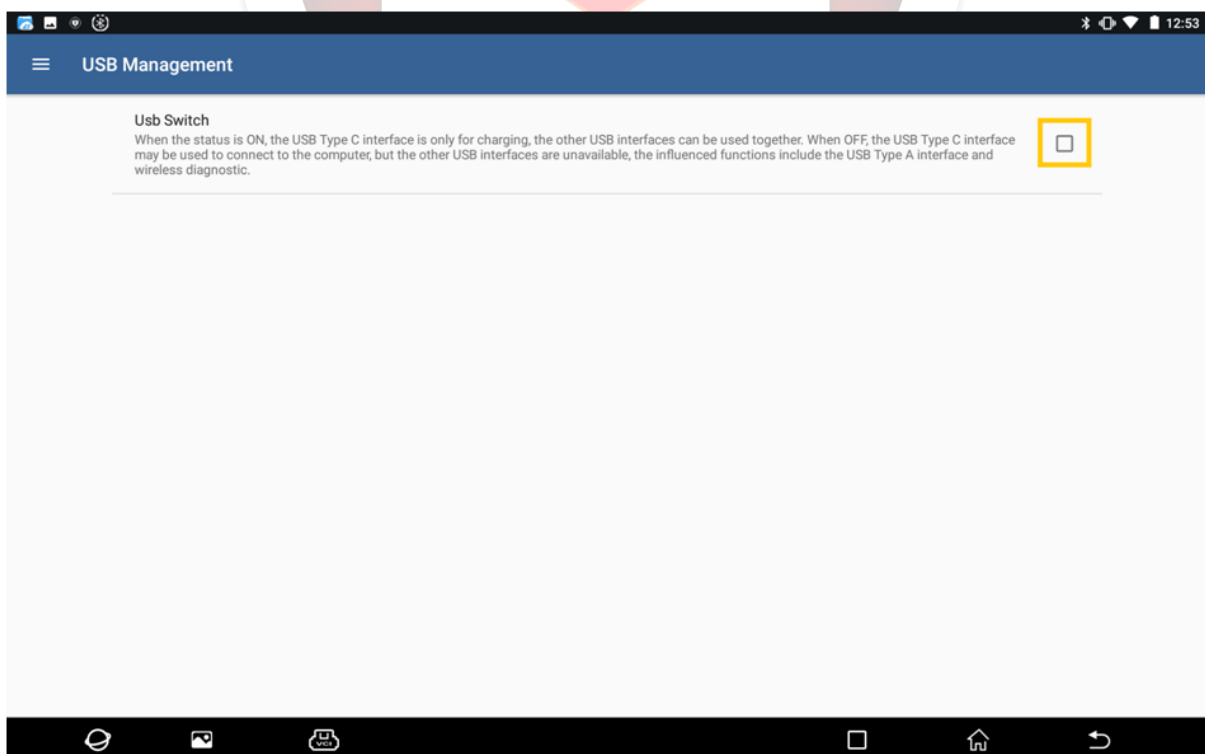 12:53
USB Management
Usb Switch
When the status is ON, the USB Type C interface is only for charging, the other USB interfaces can be used together. When OFF, the USB Type C interface
may be used to connect to the computer, but the other USB interfaces are unavailable, the influenced functions include the USB Type A interface and
wireless diagnostic.
VCI